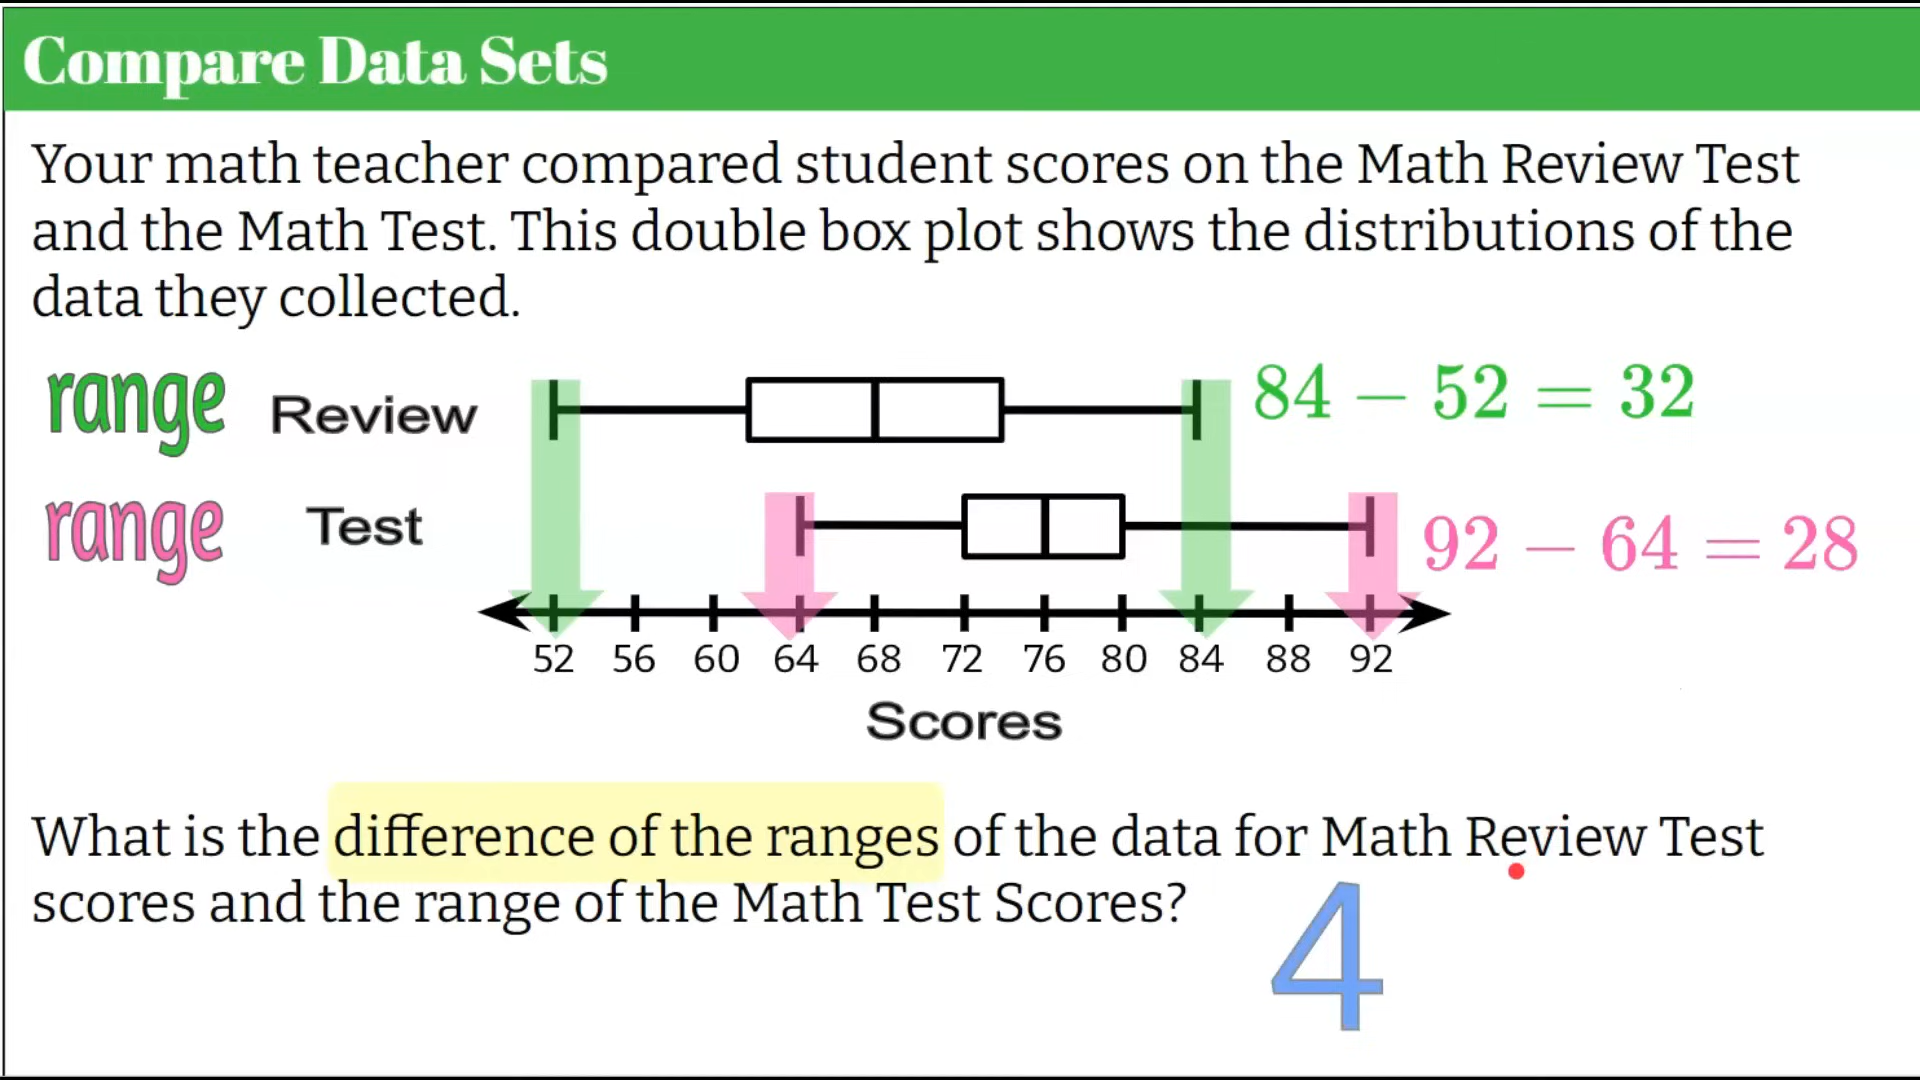 Compare Data Sets
Your math teacher compared student scores on the Math Review Test
and the Math Test. This double box plot shows the distributions of the
data they collected.
range Review 84 − 52 = 32
range Test 92 − 64 = 28
52 56 60 64 68 72 76 80 84 88 92
Scores
What is the difference of the ranges of the data for Math Review Test
scores and the range of the Math Test Scores?
4